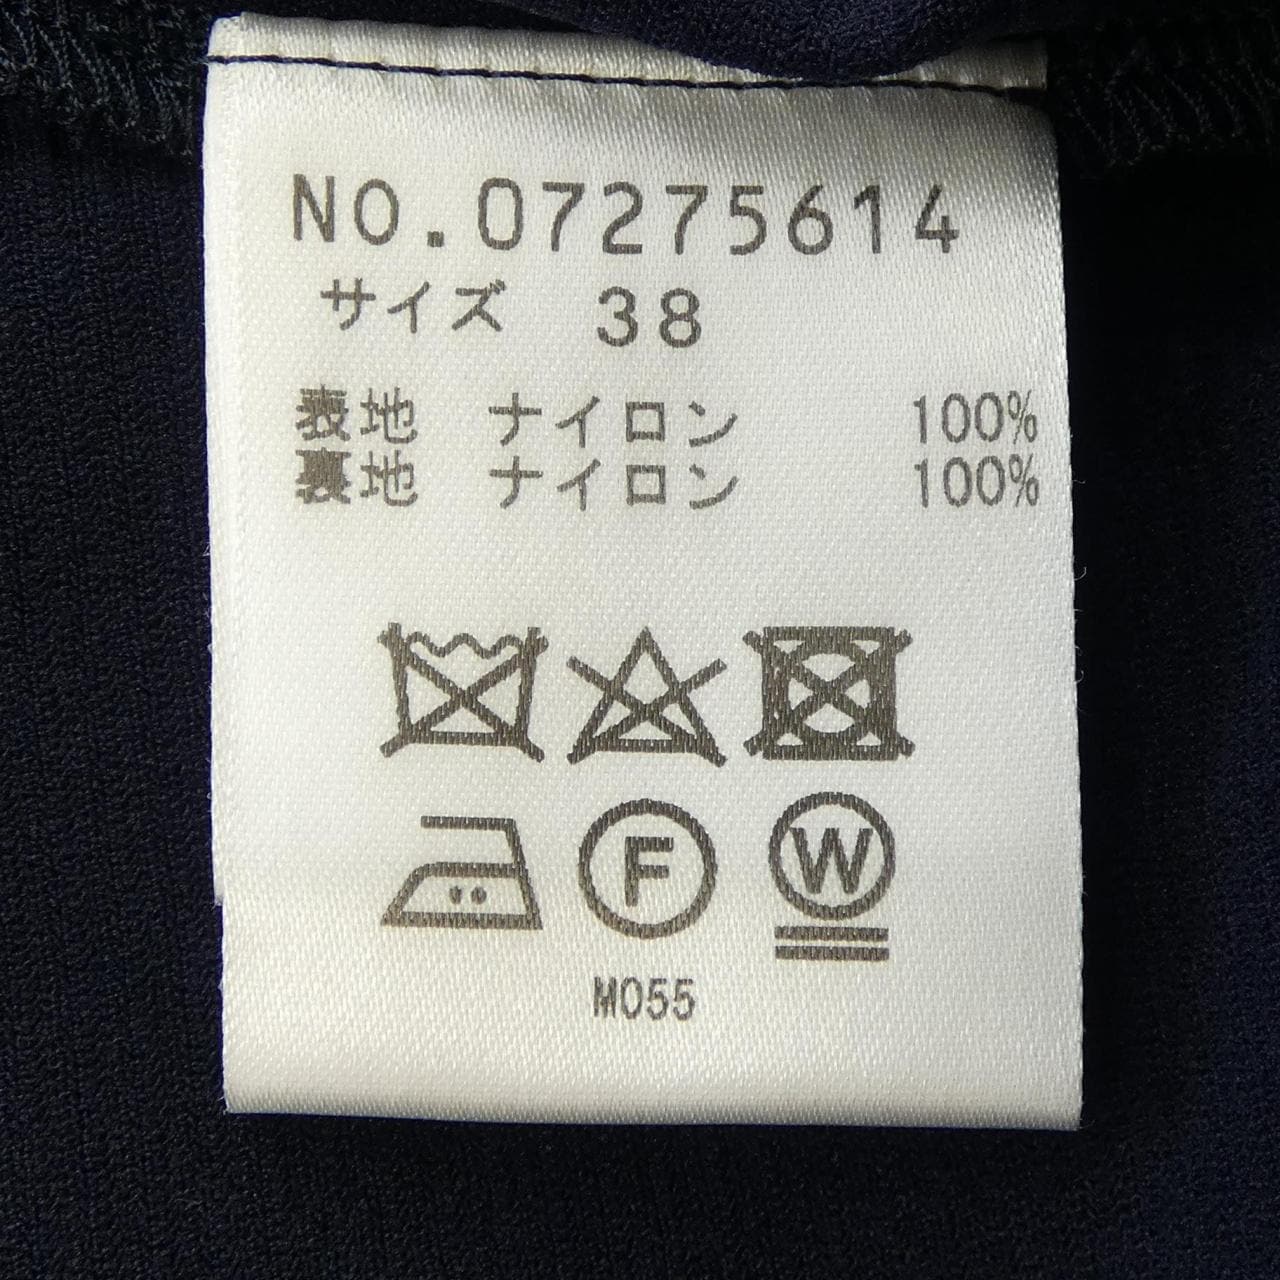 NO.07275614
サイズ 38
表地 ナイロン 100%
裏地 ナイロン 100%
F W
M055